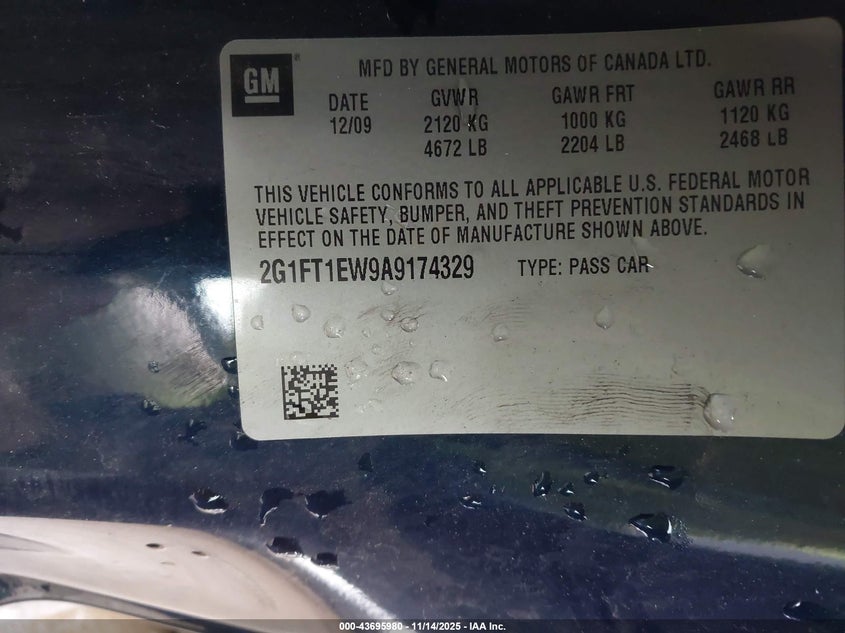 GM
MFD BY GENERAL MOTORS OF CANADA LTD.
DATE GVWR GAWR FRT GAWR RR
12/09 2120 KG 1000 KG 1120 KG
4672 LB 2204 LB 2468 LB
THIS VEHICLE CONFORMS TO ALL APPLICABLE U.S. FEDERAL MOTOR
VEHICLE SAFETY, BUMPER, AND THEFT PREVENTION STANDARDS IN
EFFECT ON THE DATE OF MANUFACTURE SHOWN ABOVE.
2G1FT1EW9A9174329 TYPE: PASS CAR
000-43695980 - 11/14/2025 - IAA Inc.